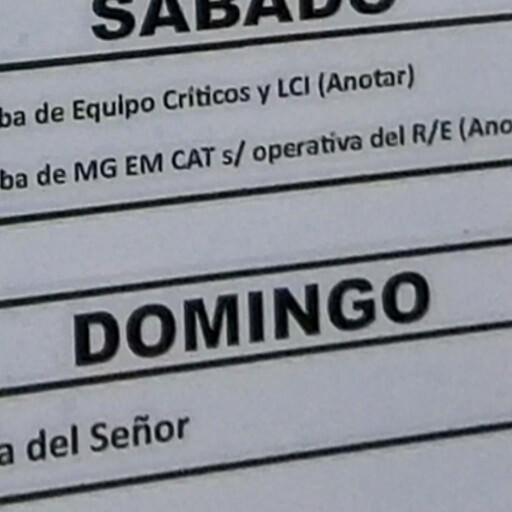 SABADO
ba de Equipo Críticos y LCI (Anotar)
ba de MG EM CAT s/ operativa del R/E (Ano
DOMINGO
a del Señor